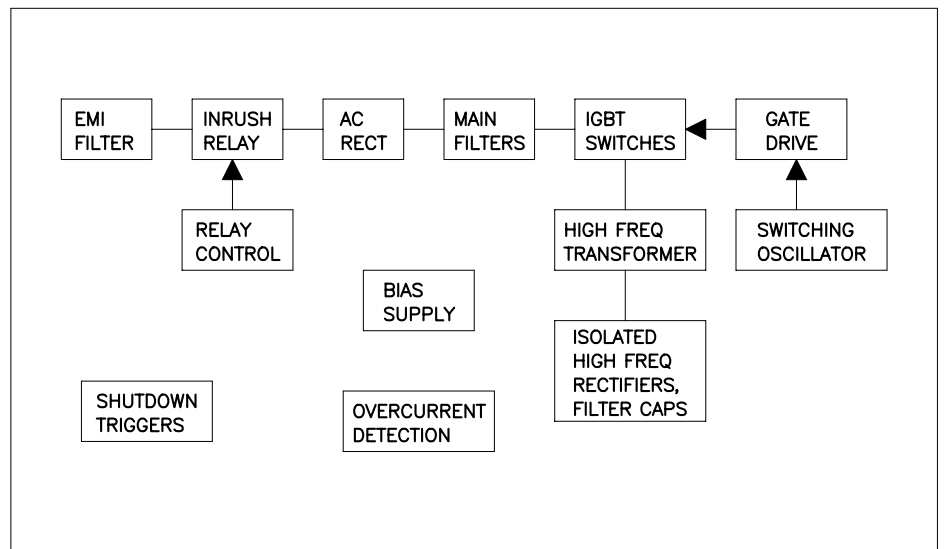 EMI
FILTER
INRUSH
RELAY
AC
RECT
MAIN
FILTERS
IGBT
SWITCHES
GATE
DRIVE
RELAY
CONTROL
HIGH FREQ
TRANSFORMER
SWITCHING
OSCILLATOR
BIAS
SUPPLY
ISOLATED
HIGH FREQ
RECTIFIERS,
FILTER CAPS
SHUTDOWN
TRIGGERS
OVERCURRENT
DETECTION